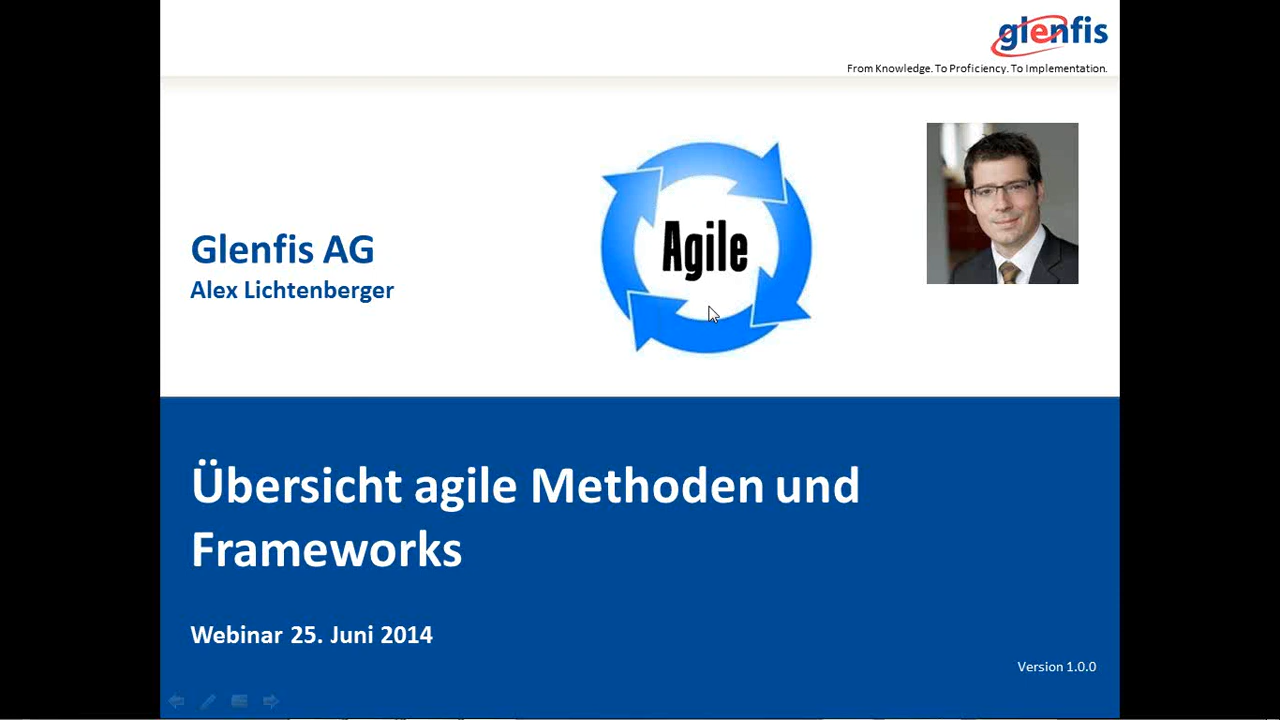 glenfis
From Knowledge. To Proficiency. To Implementation.
Agile
Glenfis AG
Alex Lichtenberger
Übersicht agile Methoden und
Frameworks
Webinar 25. Juni 2014
Version 1.0.0